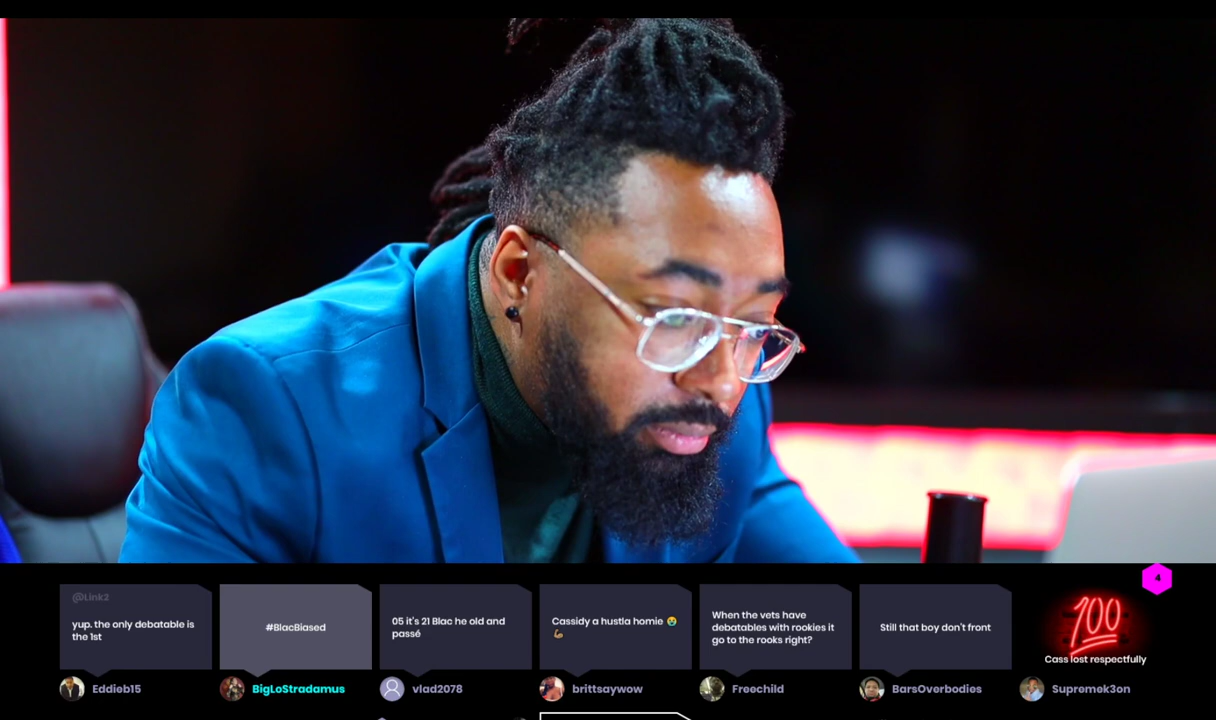 4
@Link2
yup. the only debatable is
the 1st
#BlacBiased
05 it's 21 Blac he old and
passé
Cassidy a hustla homie 😭
💪🏽
When the vets have
debatables with rookies it
go to the rooks right?
Still that boy don't front
100
Cass lost respectfully
Eddieb15
BigLoStradamus
vlad2078
brittsaywow
Freechild
BarsOverbodies
Supremek3on